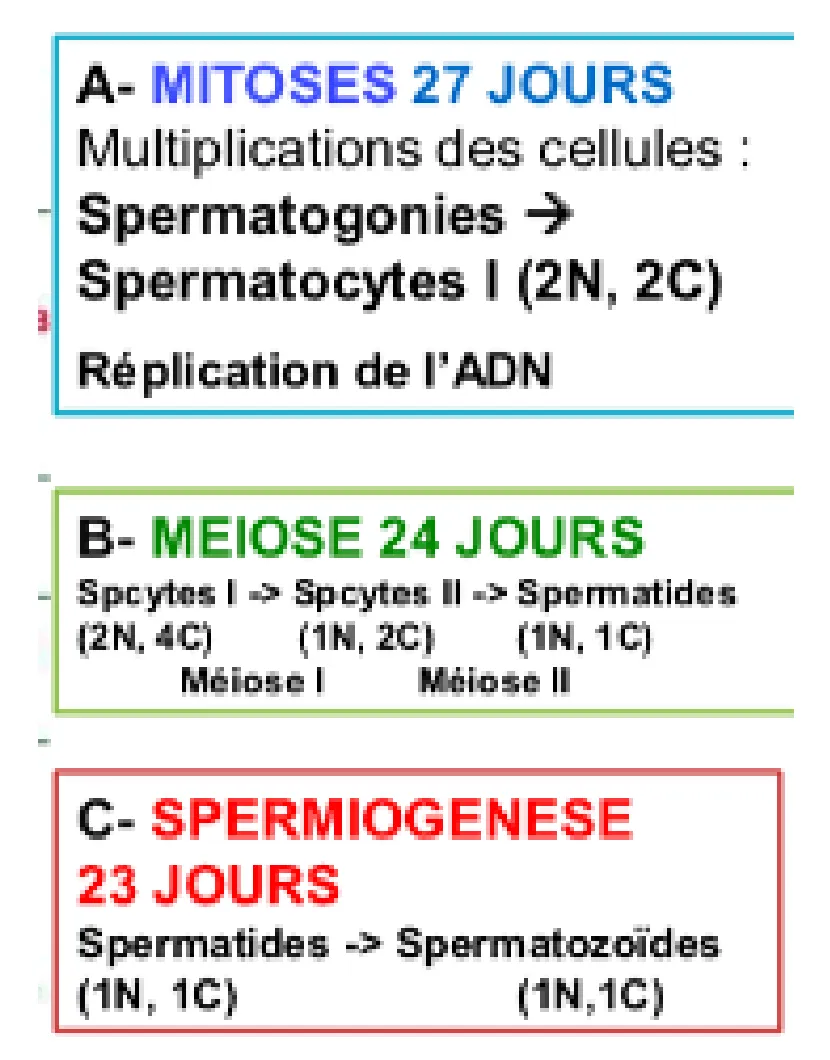 A- MITOSES 27 JOURS
Multiplications des cellules :
Spermatogonies →
Spermatocytes I (2N, 2C)
Réplication de l'ADN
B- MEIOSE 24 JOURS
Spcytes I -> Spcytes II -> Spermatides
(2N, 4C) (1N, 2C) (1N, 1C)
Méiose I Méiose II
C- SPERMIOGENESE
23 JOURS
Spermatides -> Spermatozoïdes
(1N, 1C) (1N,1C)